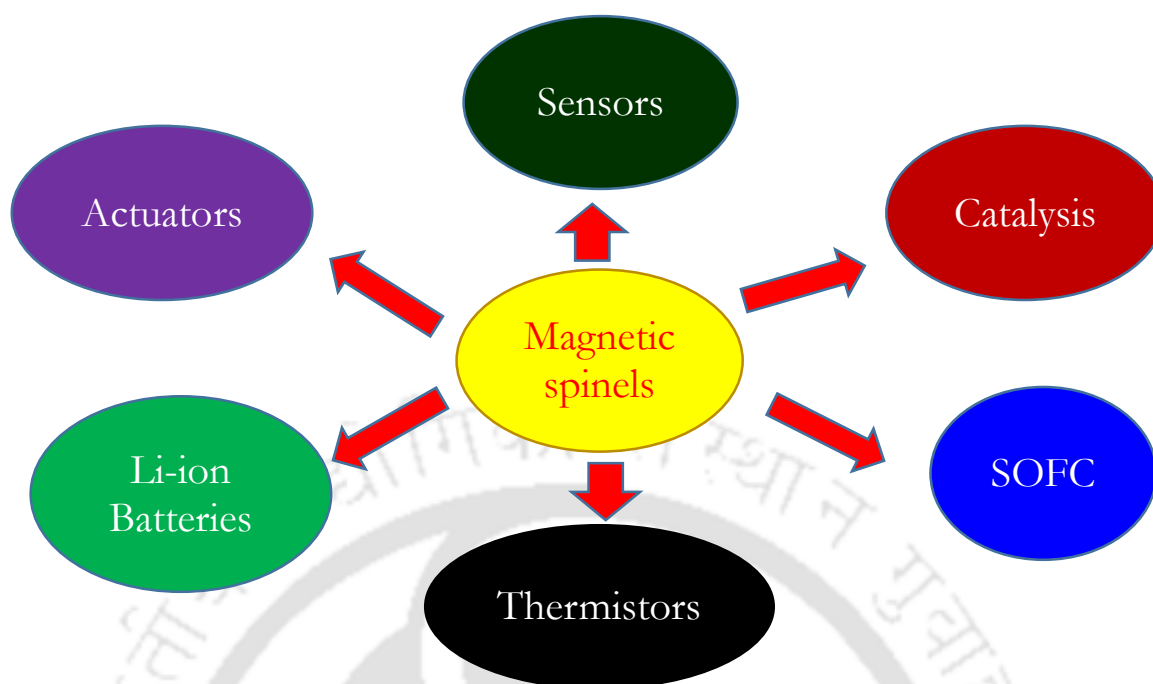 Sensors
Actuators
Catalysis
Magnetic
spinels
Li-ion
Batteries
SOFC
Thermistors